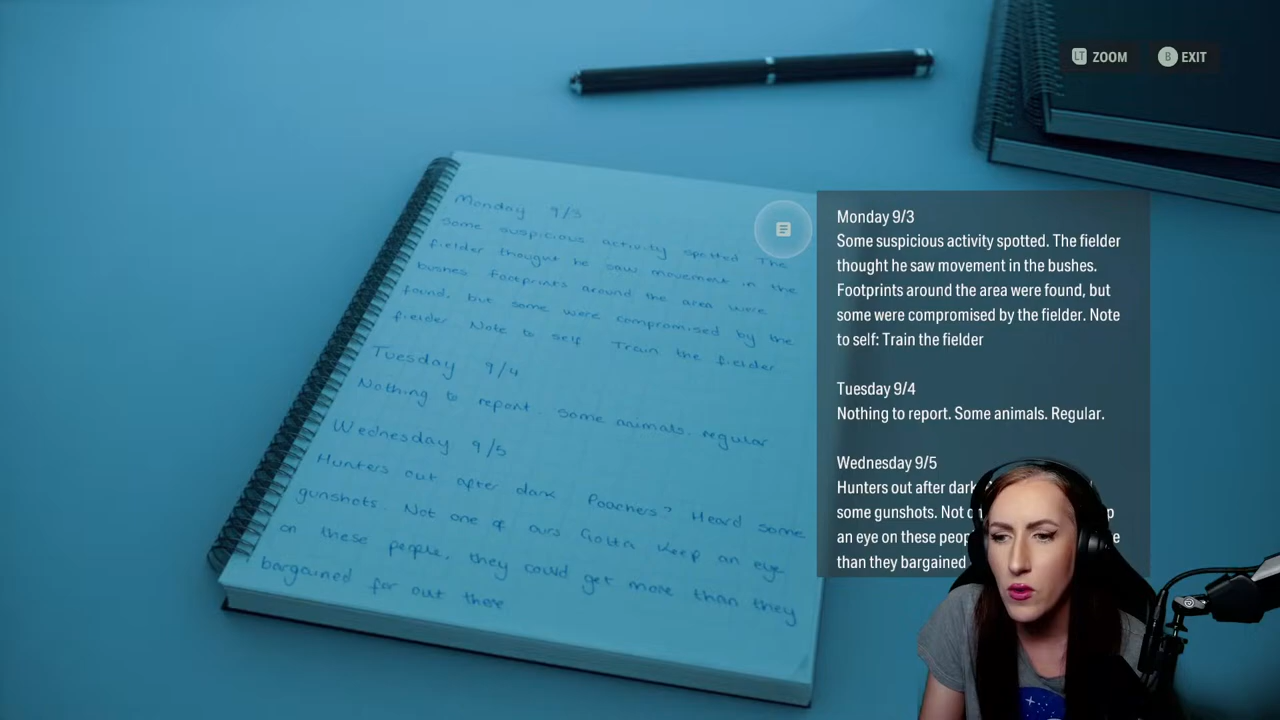 LT ZOOM
B EXIT
Monday 9/3
some suspicious activity spotted The
fielder thought he saw movement in the
bushes. Footprints around the area were
found, but some were compromised by the
fielder. Note to self Train the fielder
Tuesday 9/4
Nothing to report. Some animals. regular
Wednesday 9/5
Hunters out after dark Poachers? Heard some
gunshots. Not one of ours Gotta keep an eye
on these people, they could get more than they
bargained for out there
Monday 9/3
Some suspicious activity spotted. The fielder
thought he saw movement in the bushes.
Footprints around the area were found, but
some were compromised by the fielder. Note
to self: Train the fielder
Tuesday 9/4
Nothing to report. Some animals. Regular.
Wednesday 9/5
Hunters out after dark
some gunshots. Not
an eye on these
than they bargained